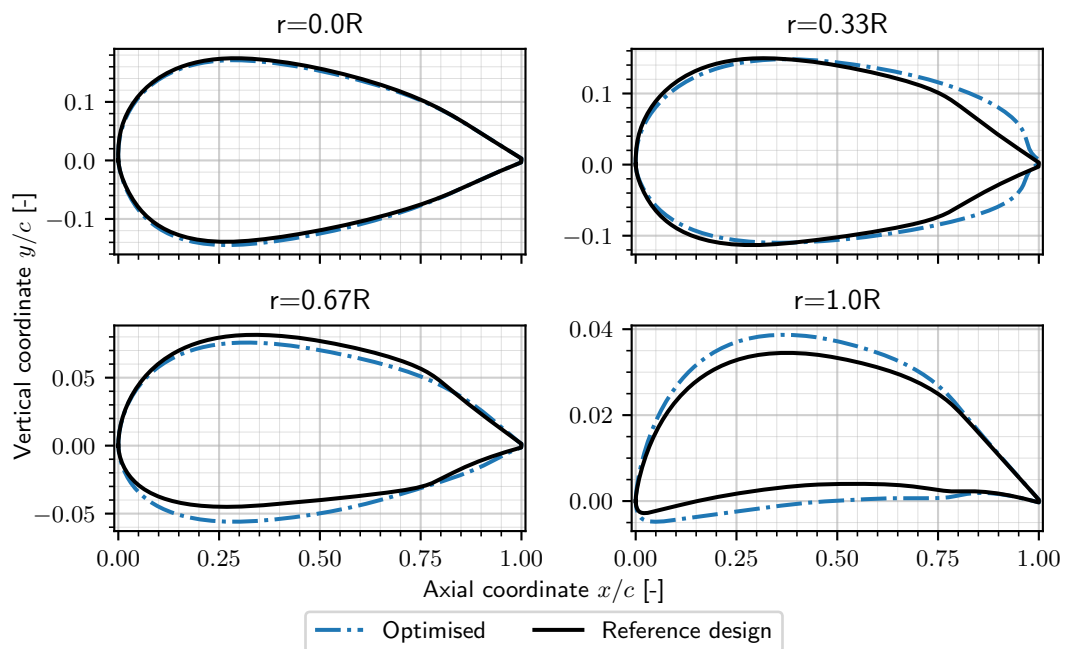 r=0.0R
r=0.33R
0.1
0.0
−0.1
0.1
0.0
−0.1
Vertical coordinate y/c [-]
r=0.67R
r=1.0R
0.05
0.00
−0.05
0.04
0.02
0.00
0.00 0.25 0.50 0.75 1.00
0.00 0.25 0.50 0.75 1.00
Axial coordinate x/c [-]
Optimised Reference design